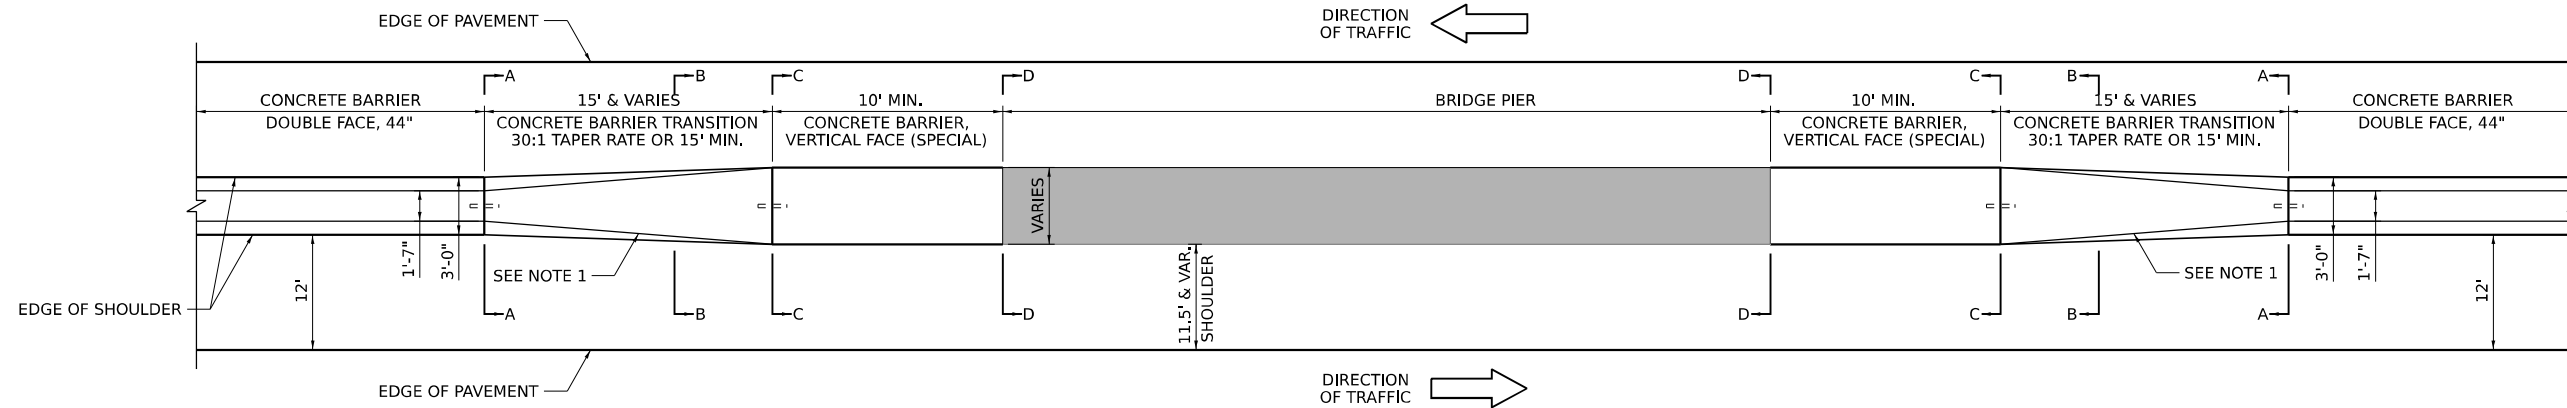 EDGE OF PAVEMENT
DIRECTION
OF TRAFFIC
A
B
C
D
D
C
B
A
CONCRETE BARRIER
DOUBLE FACE, 44"
15' & VARIES
CONCRETE BARRIER TRANSITION
30:1 TAPER RATE OR 15' MIN.
10' MIN.
CONCRETE BARRIER,
VERTICAL FACE (SPECIAL)
BRIDGE PIER
10' MIN.
CONCRETE BARRIER,
VERTICAL FACE (SPECIAL)
15' & VARIES
CONCRETE BARRIER TRANSITION
30:1 TAPER RATE OR 15' MIN.
CONCRETE BARRIER
DOUBLE FACE, 44"
VARIES
1'-7"
3'-0"
SEE NOTE 1
12'
11.5' & VAR.
SHOULDER
SEE NOTE 1
3'-0"
1'-7"
12'
EDGE OF SHOULDER
A
B
C
D
D
C
B
A
EDGE OF PAVEMENT
DIRECTION
OF TRAFFIC